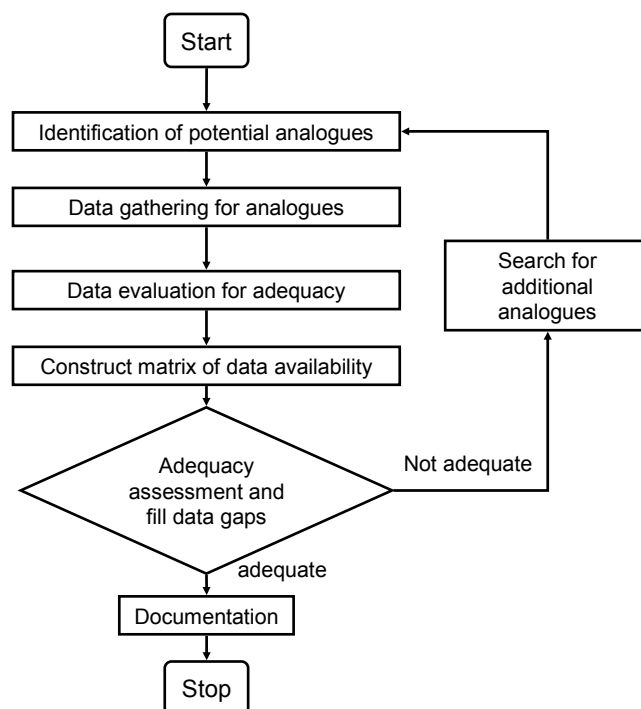 Start
Identification of potential analogues
Data gathering for analogues
Data evaluation for adequacy
Construct matrix of data availability
Adequacy
assessment and
fill data gaps
Not adequate
Search for
additional
analogues
adequate
Documentation
Stop